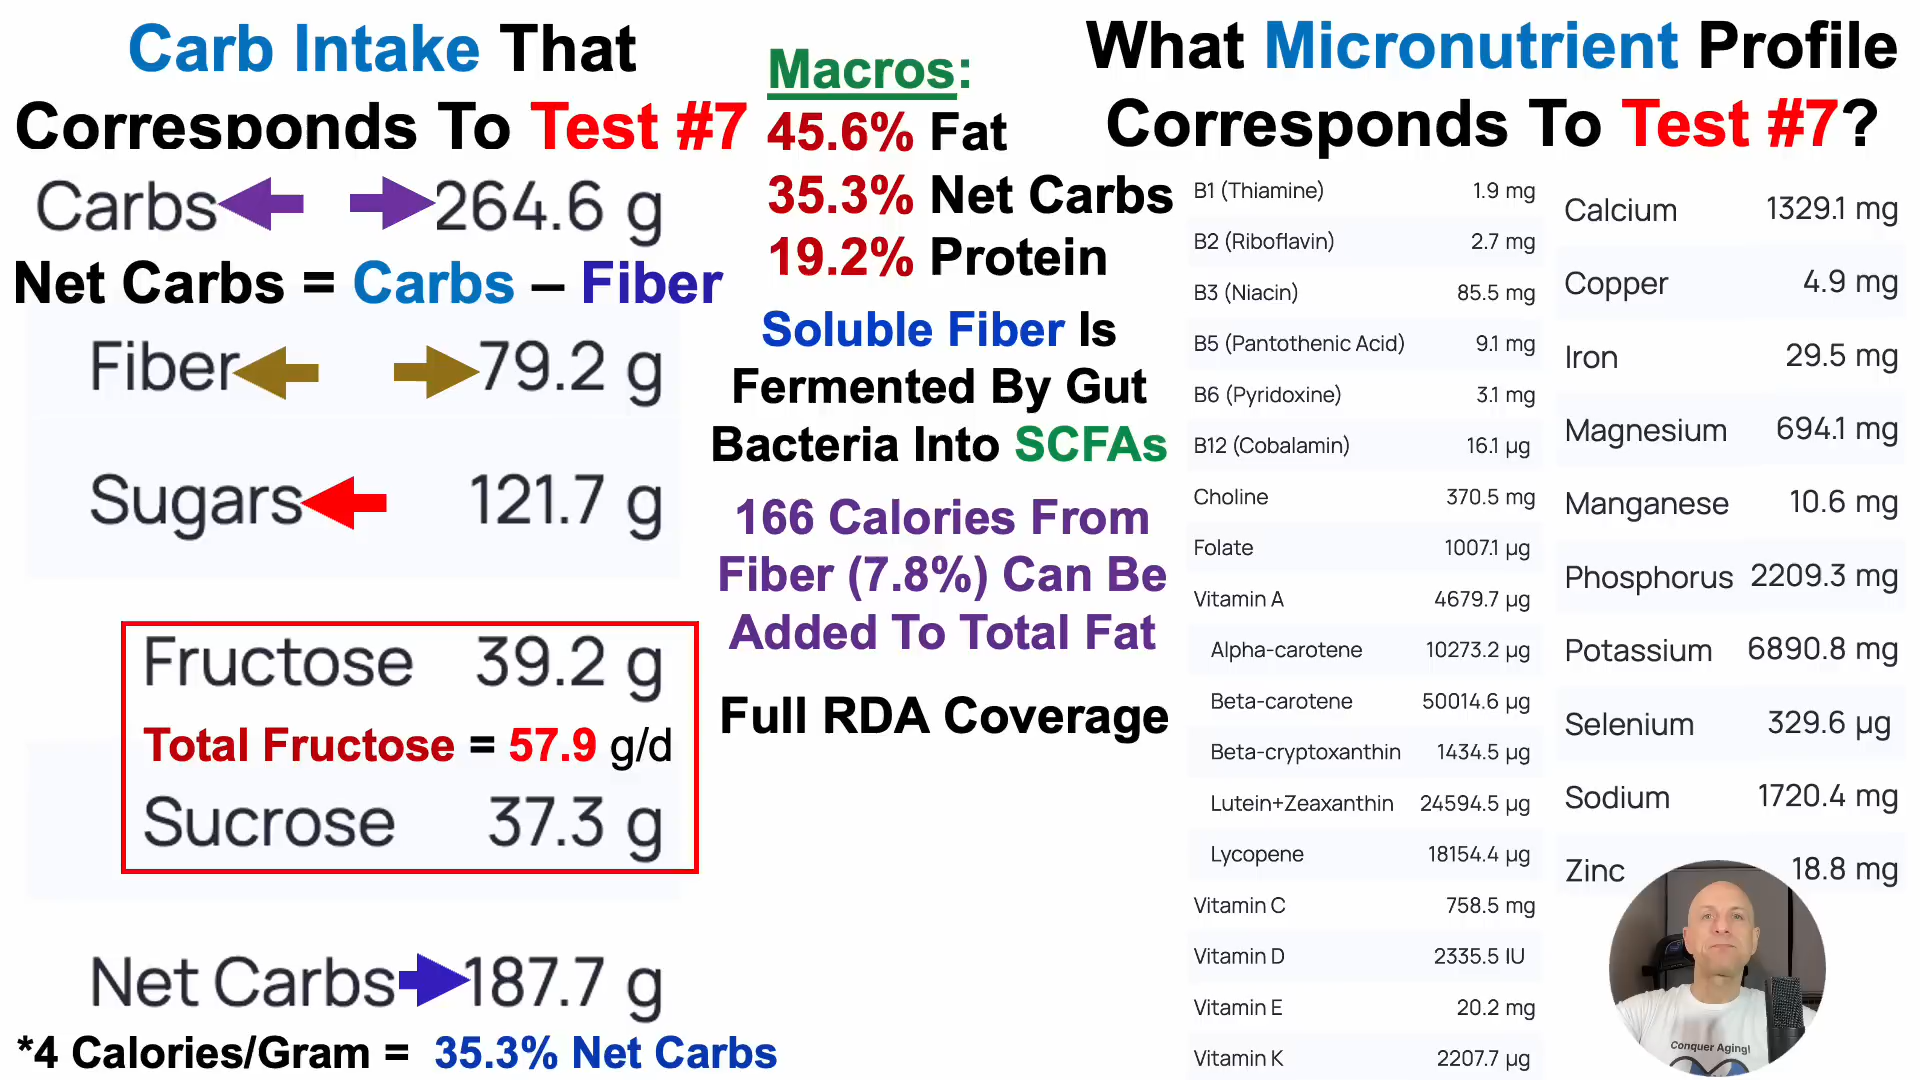 Carb Intake That
Corresponds To Test #7
Carbs 264.6 g
Net Carbs = Carbs – Fiber
Fiber 79.2 g
Sugars 121.7 g
Fructose 39.2 g
Total Fructose = 57.9 g/d
Sucrose 37.3 g
Net Carbs 187.7 g
*4 Calories/Gram = 35.3% Net Carbs
Macros:
45.6% Fat
35.3% Net Carbs
19.2% Protein
Soluble Fiber Is
Fermented By Gut
Bacteria Into SCFAs
166 Calories From
Fiber (7.8%) Can Be
Added To Total Fat
Full RDA Coverage
What Micronutrient Profile
Corresponds To Test #7?
B1 (Thiamine) 1.9 mg
B2 (Riboflavin) 2.7 mg
B3 (Niacin) 85.5 mg
B5 (Pantothenic Acid) 9.1 mg
B6 (Pyridoxine) 3.1 mg
B12 (Cobalamin) 16.1 µg
Choline 370.5 mg
Folate 1007.1 µg
Vitamin A 4679.7 µg
Alpha-carotene 10273.2 µg
Beta-carotene 50014.6 µg
Beta-cryptoxanthin 1434.5 µg
Lutein+Zeaxanthin 24594.5 µg
Lycopene 18154.4 µg
Vitamin C 758.5 mg
Vitamin D 2335.5 IU
Vitamin E 20.2 mg
Vitamin K 2207.7 µg
Calcium 1329.1 mg
Copper 4.9 mg
Iron 29.5 mg
Magnesium 694.1 mg
Manganese 10.6 mg
Phosphorus 2209.3 mg
Potassium 6890.8 mg
Selenium 329.6 µg
Sodium 1720.4 mg
Zinc 18.8 mg
Conquer Aging!